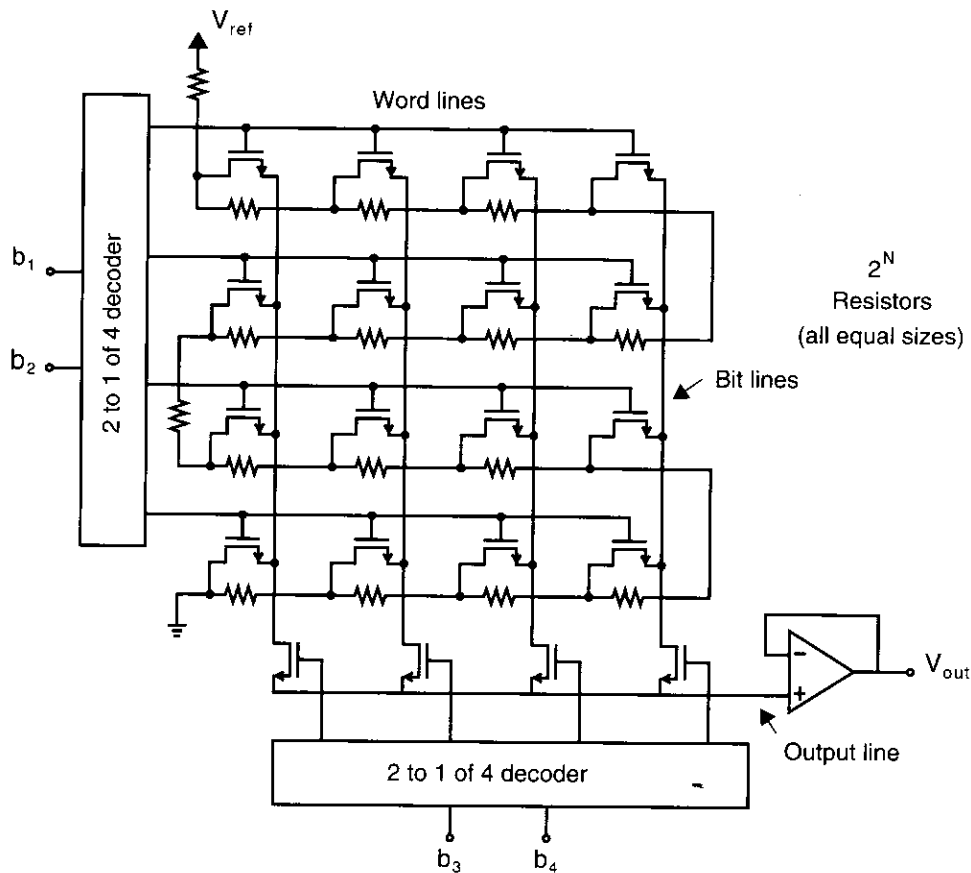 V_ref
Word lines
2 to 1 of 4 decoder
b_1
b_2
2^N
Resistors
(all equal sizes)
Bit lines
-
+
V_out
Output line
2 to 1 of 4 decoder
b_3
b_4